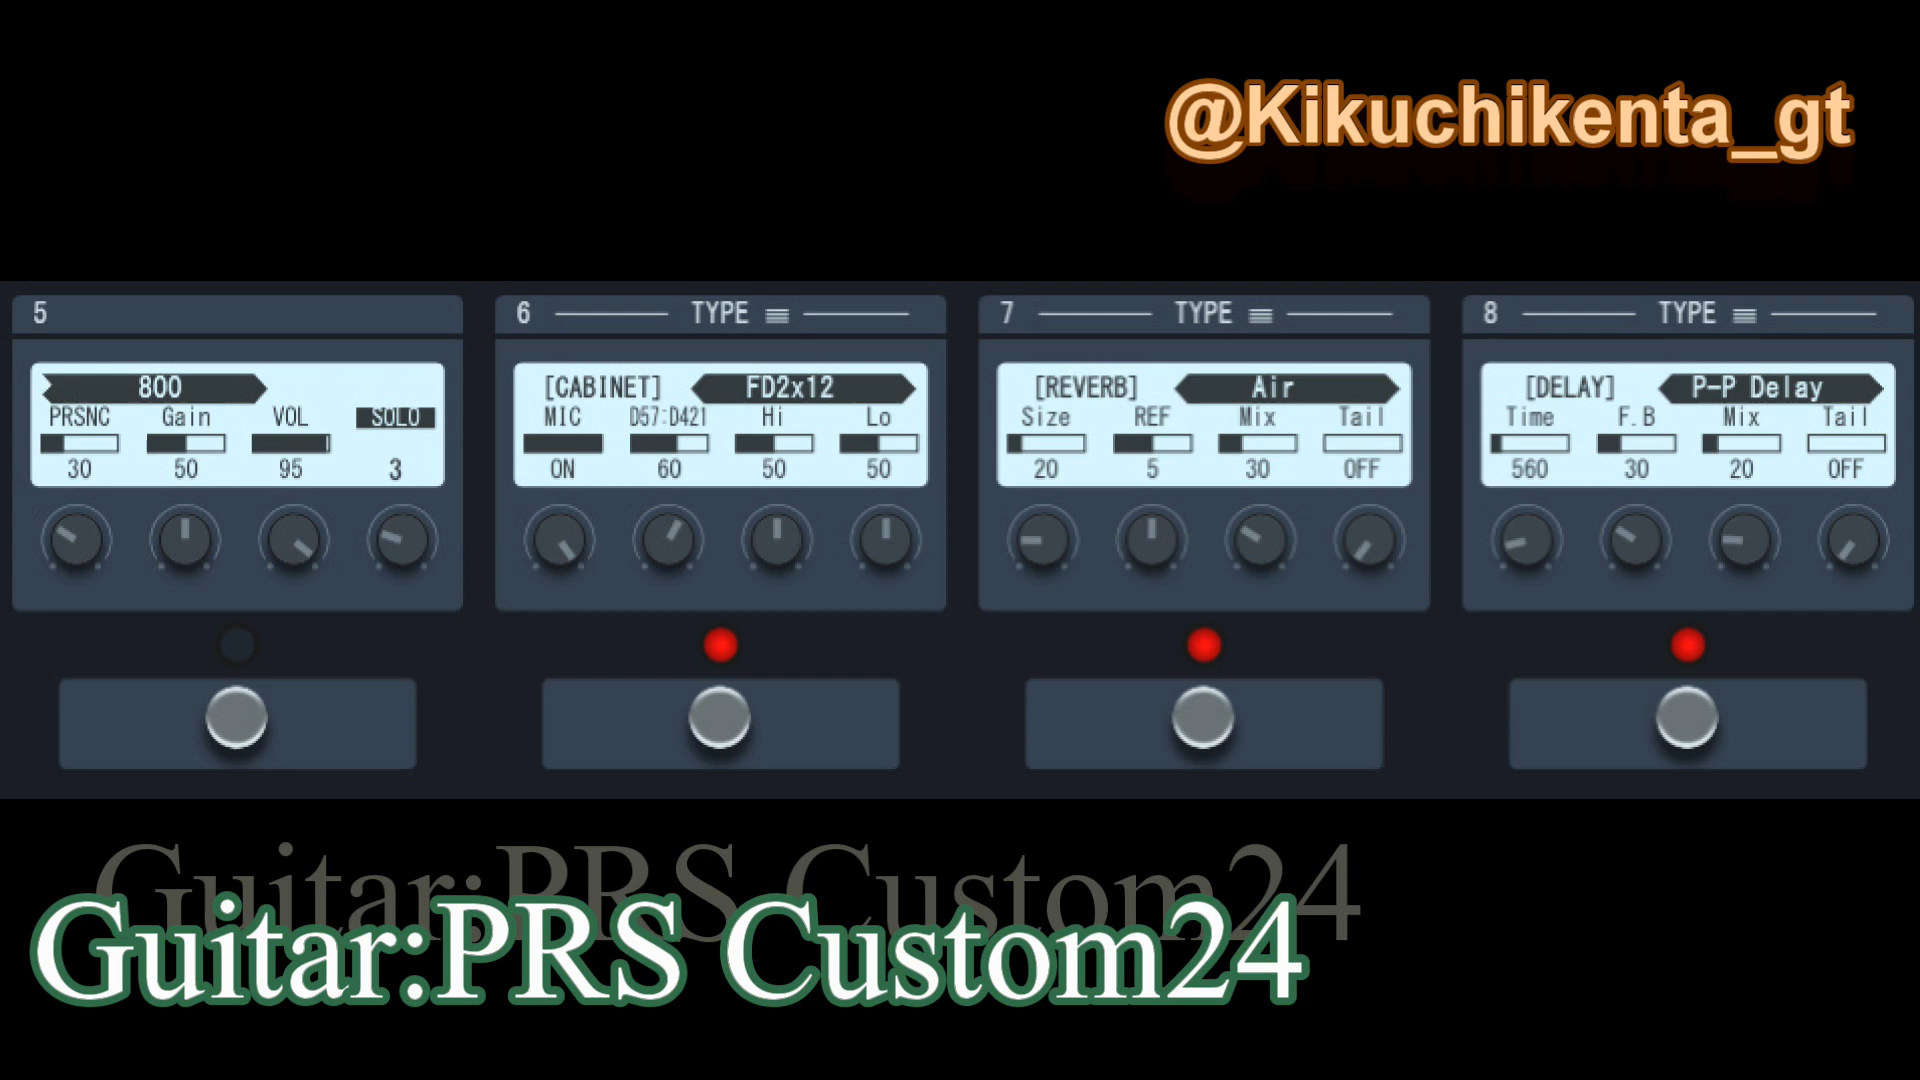 @Kikuchikenta_gt
5
6 TYPE
7 TYPE
8 TYPE
800
PRSNC Gain VOL SOLO
30 50 95 3
[CABINET] FD2x12
MIC D57:D421 Hi Lo
ON 60 50 50
[REVERB] Air
Size REF Mix Tail
20 5 30 OFF
[DELAY] P-P Delay
Time F.B Mix Tail
560 30 20 OFF
Guitar:PRS Custom24
Guitar:PRS Custom24